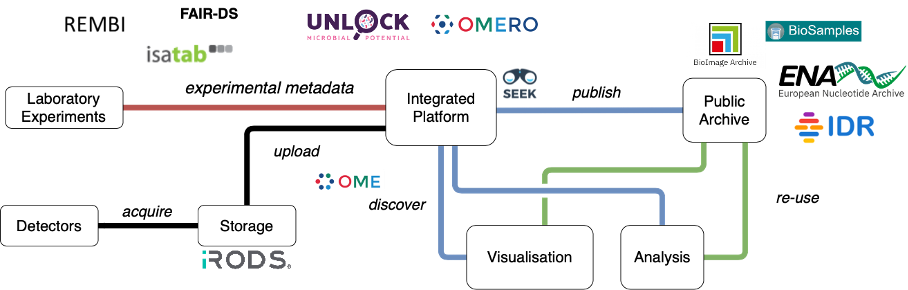 REMBI
FAIR-DS
isatab
UNLOCK
MICROBIAL POTENTIAL
OMERO
BioImage Archive
BioSamples
ENA
European Nucleotide Archive
IDR
Laboratory
Experiments
experimental metadata
Integrated
Platform
SEEK
publish
Public
Archive
upload
OME
discover
re-use
Detectors
acquire
Storage
iRODS
Visualisation
Analysis